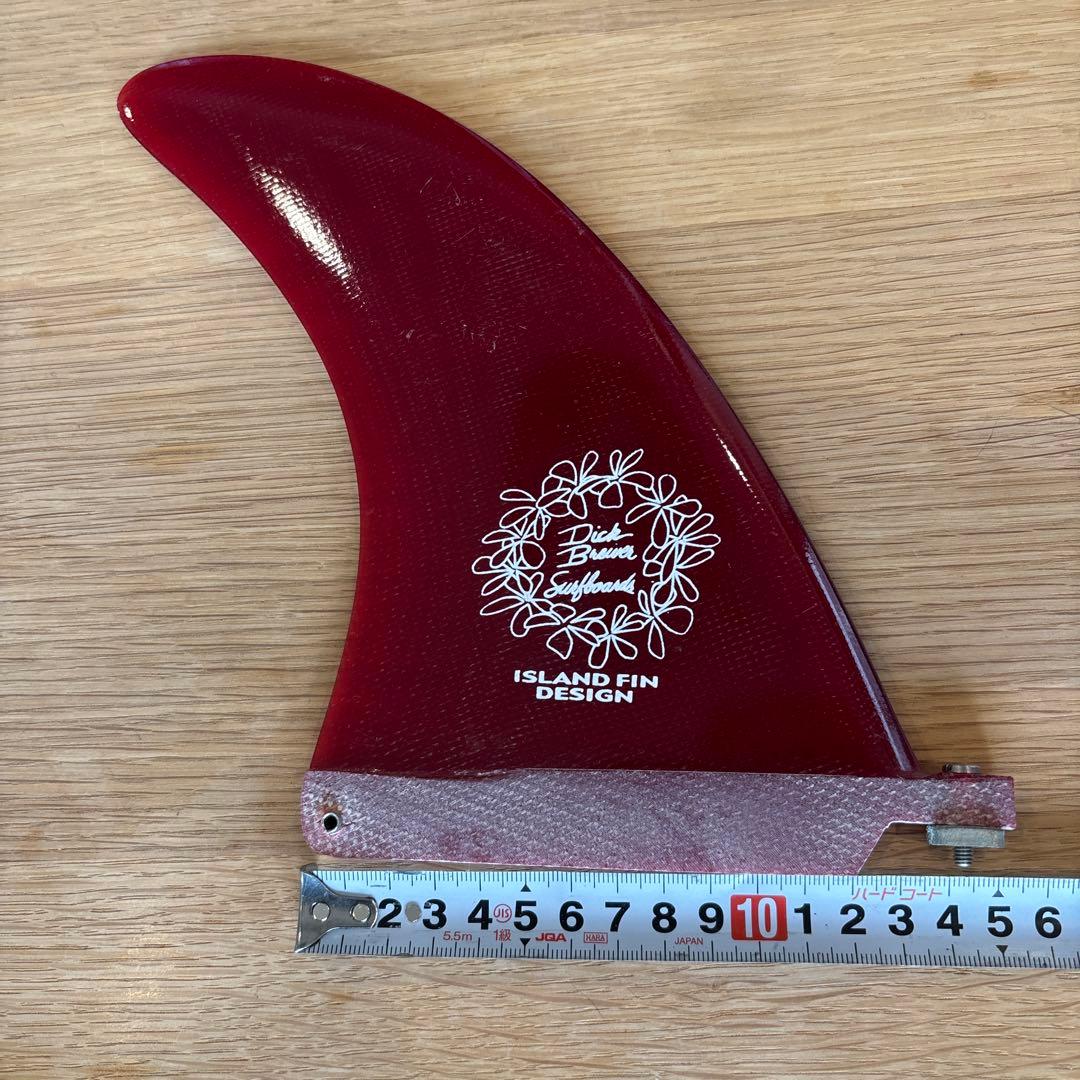 Dick
Brewer
Surfboards
ISLAND FIN
DESIGN
ハードコート
2 3 4 JIS 5 6 7 8 9 10 1 2 3 4 5 6
5.5m 1級 JQA KARA JAPAN